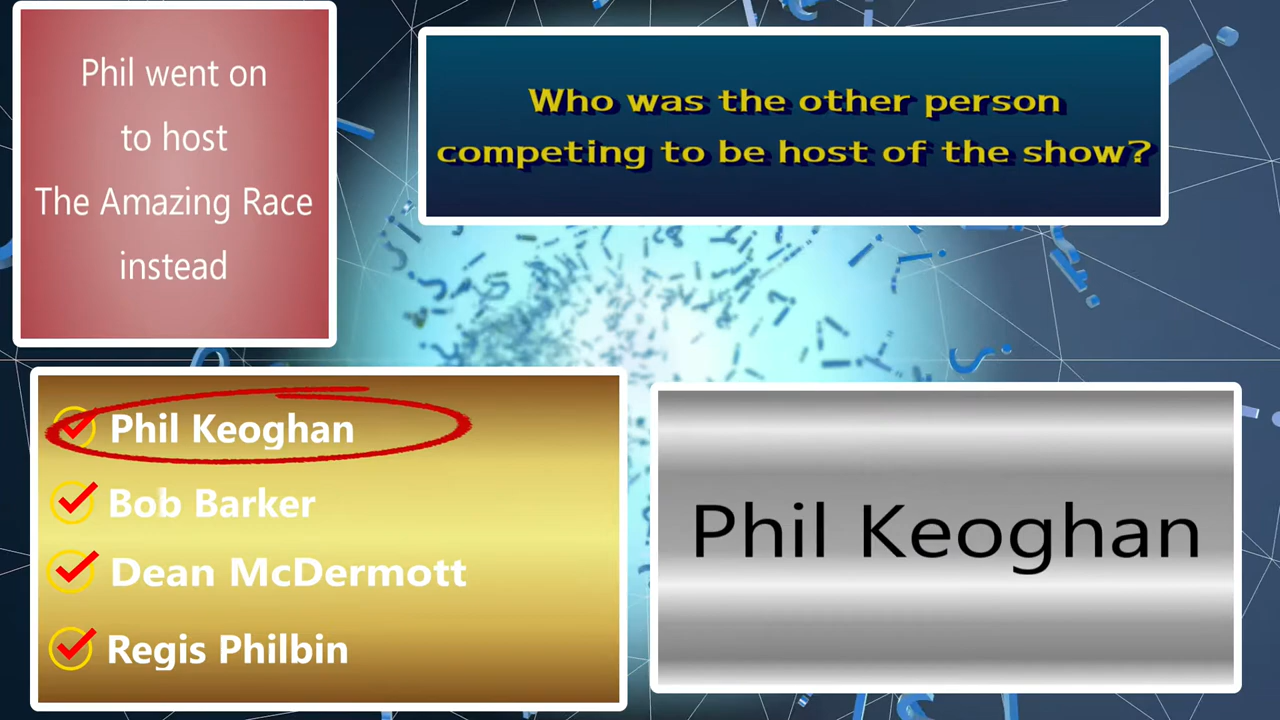 Phil went on
to host
The Amazing Race
instead
Who was the other person
competing to be host of the show?
Phil Keoghan
Bob Barker
Dean McDermott
Regis Philbin
Phil Keoghan